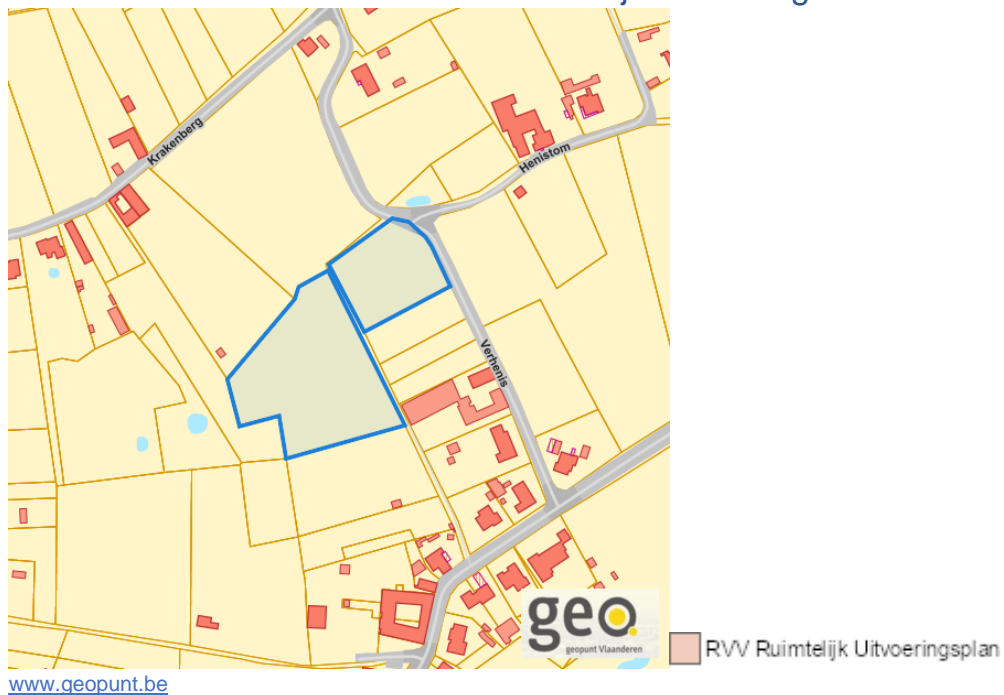 Krakenberg
Henistom
Verhenis
geo
geopunt Vlaanderen
RVV Ruimtelijk Uitvoeringsplan
www.geopunt.be